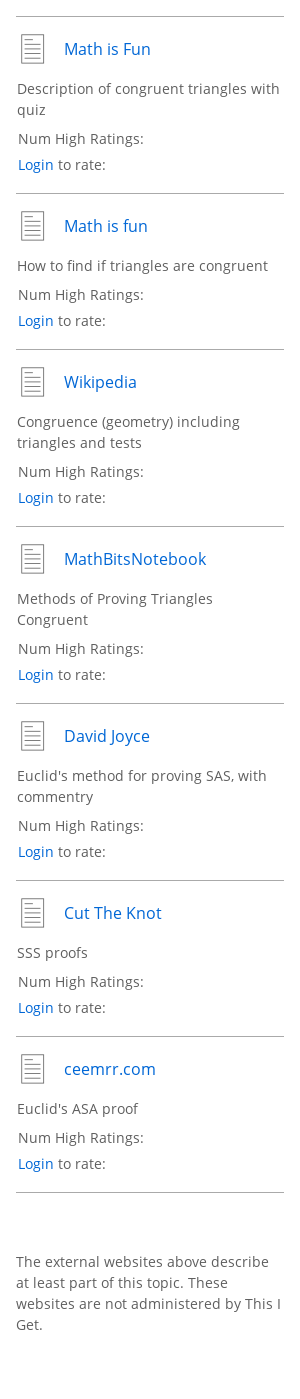 Math is Fun
Description of congruent triangles with
quiz
Num High Ratings:
Login to rate:
Math is fun
How to find if triangles are congruent
Num High Ratings:
Login to rate:
Wikipedia
Congruence (geometry) including
triangles and tests
Num High Ratings:
Login to rate:
MathBitsNotebook
Methods of Proving Triangles
Congruent
Num High Ratings:
Login to rate:
David Joyce
Euclid's method for proving SAS, with
commentry
Num High Ratings:
Login to rate:
Cut The Knot
SSS proofs
Num High Ratings:
Login to rate:
ceemrr.com
Euclid's ASA proof
Num High Ratings:
Login to rate:
The external websites above describe
at least part of this topic. These
websites are not administered by This I
Get.